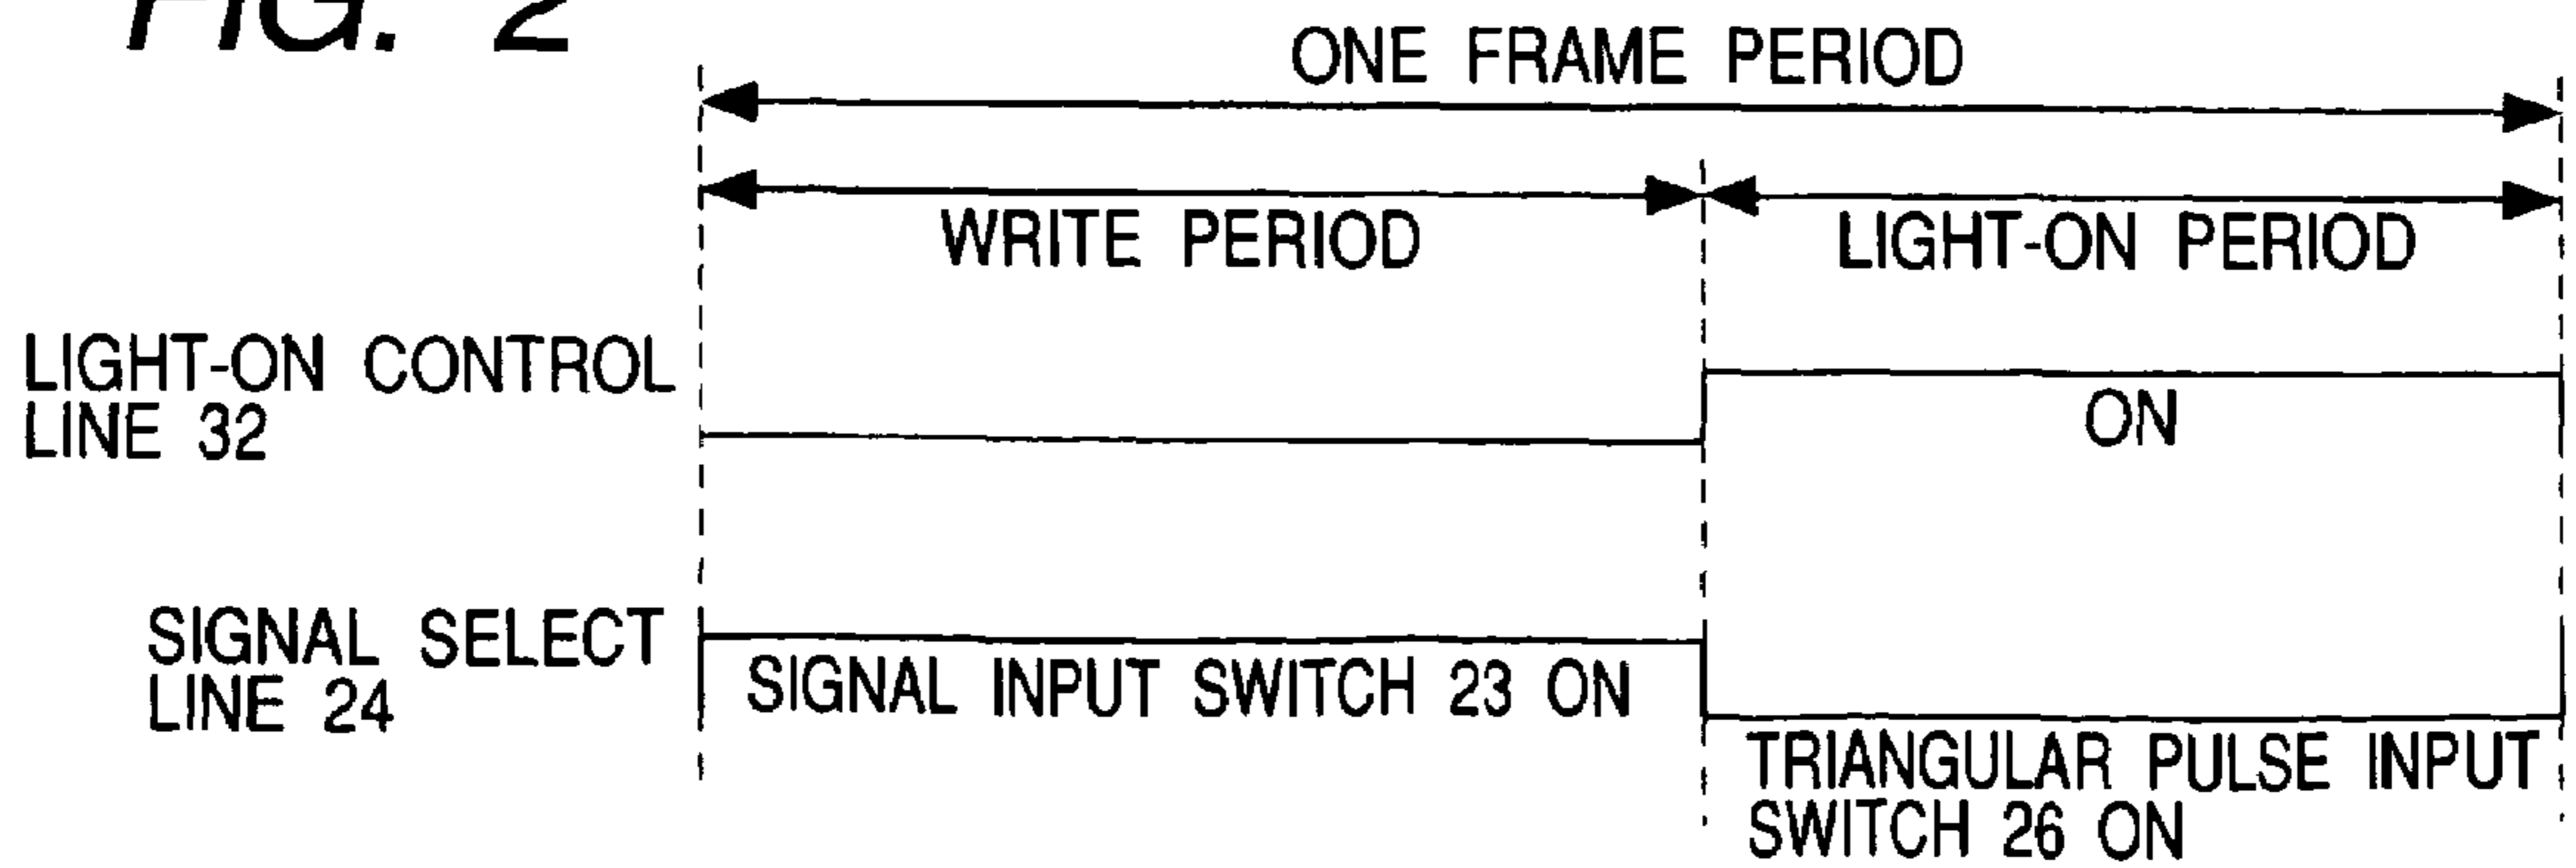 FIG. 2
ONE FRAME PERIOD
WRITE PERIOD
LIGHT-ON PERIOD
LIGHT-ON CONTROL
LINE 32
ON
SIGNAL SELECT
LINE 24
SIGNAL INPUT SWITCH 23 ON
TRIANGULAR PULSE INPUT
SWITCH 26 ON